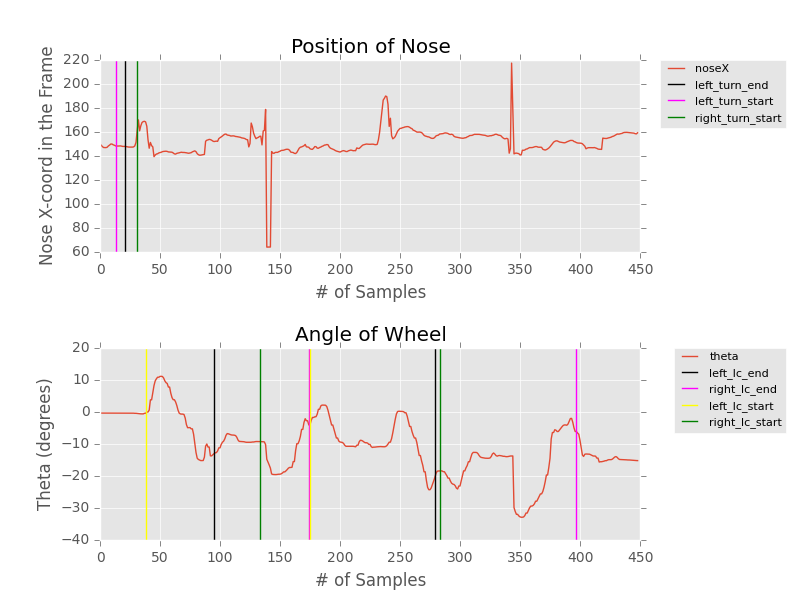 Position of Nose
Nose X-coord in the Frame
220
200
180
160
140
120
100
80
60
0 50 100 150 200 250 300 350 400 450
# of Samples
noseX
left_turn_end
left_turn_start
right_turn_start
Angle of Wheel
Theta (degrees)
20
10
0
−10
−20
−30
−40
0 50 100 150 200 250 300 350 400 450
# of Samples
theta
left_lc_end
right_lc_end
left_lc_start
right_lc_start